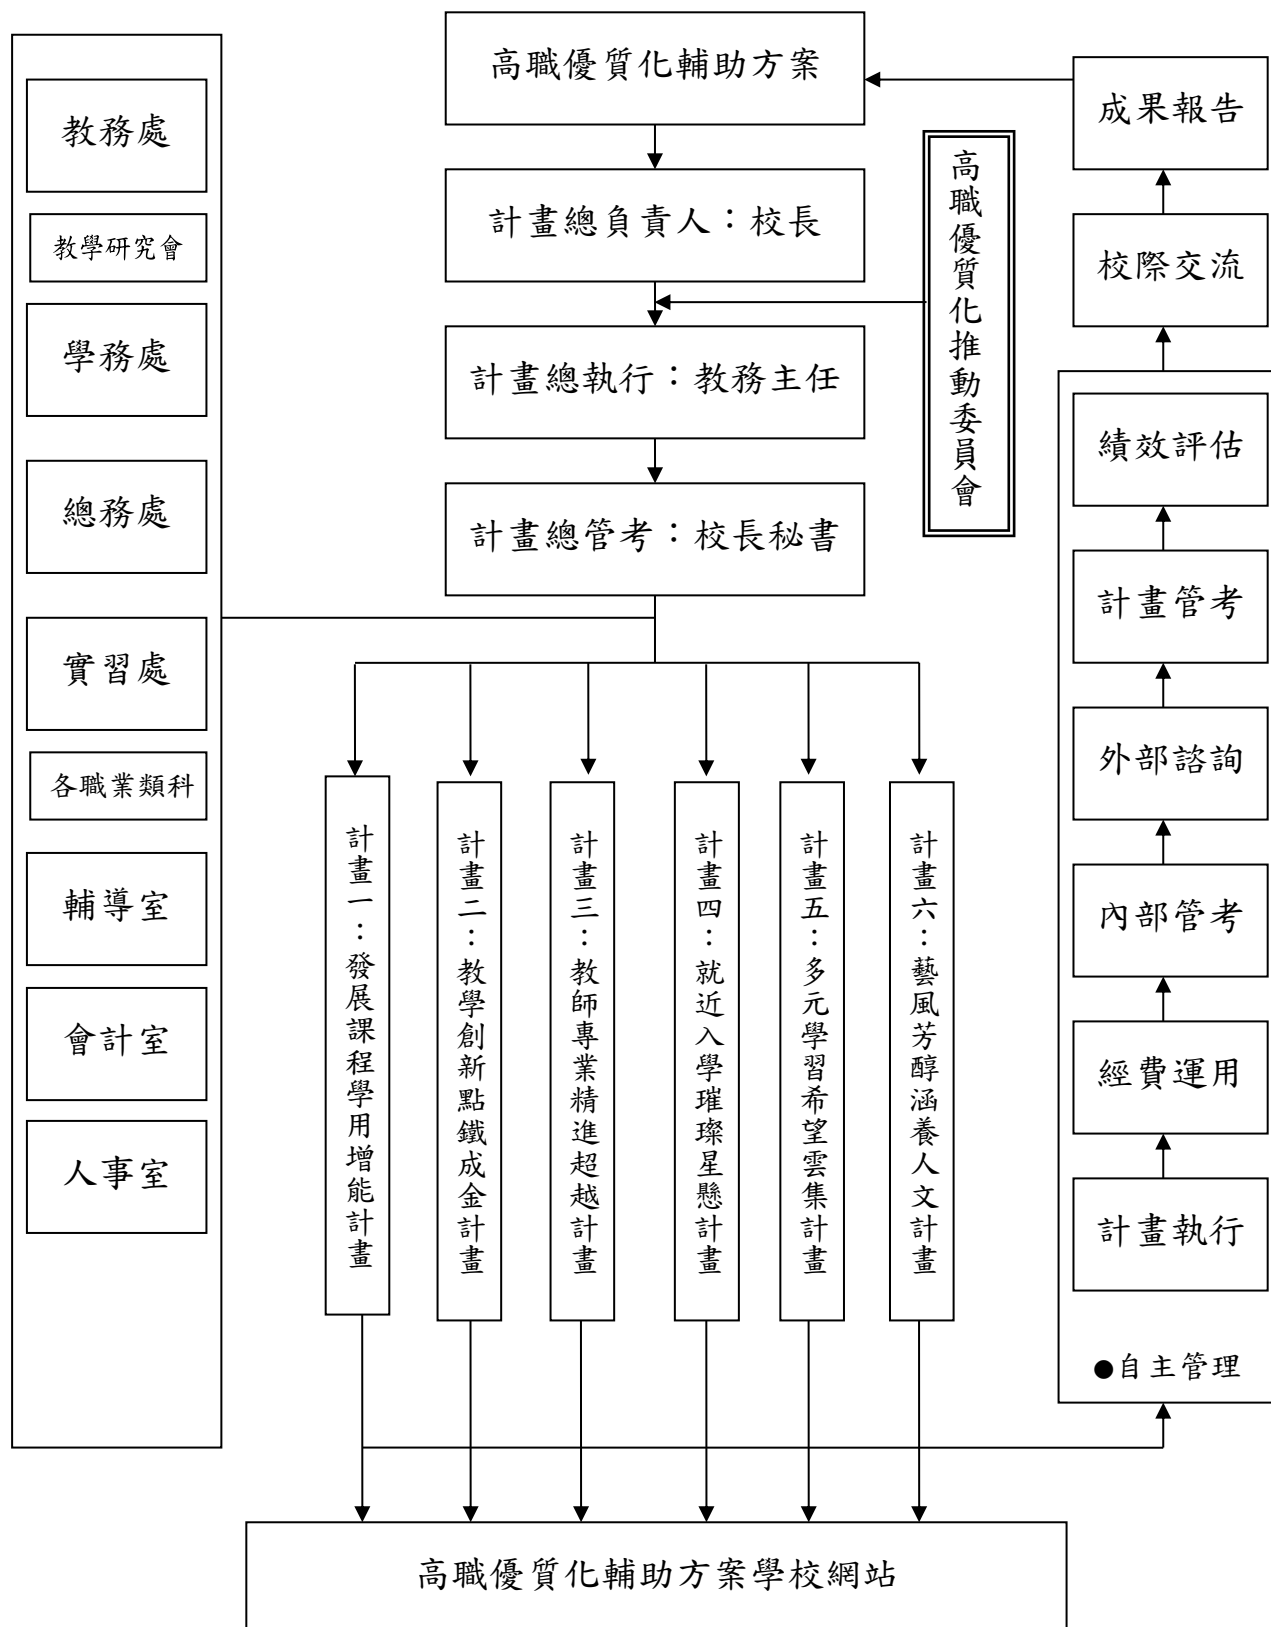 高職優質化輔助方案
計畫總負責人：校長
計畫總執行：教務主任
計畫總管考：校長秘書
高職優質化推動委員會
教務處
教學研究會
學務處
總務處
實習處
各職業類科
輔導室
會計室
人事室
計畫一：發展課程學用增能計畫
計畫二：教學創新點鐵成金計畫
計畫三：教師專業精進超越計畫
計畫四：就近入學璀璨星懸計畫
計畫五：多元學習希望雲集計畫
計畫六：藝風芳醇涵養人文計畫
成果報告
校際交流
績效評估
計畫管考
外部諮詢
內部管考
經費運用
計畫執行
●自主管理
高職優質化輔助方案學校網站